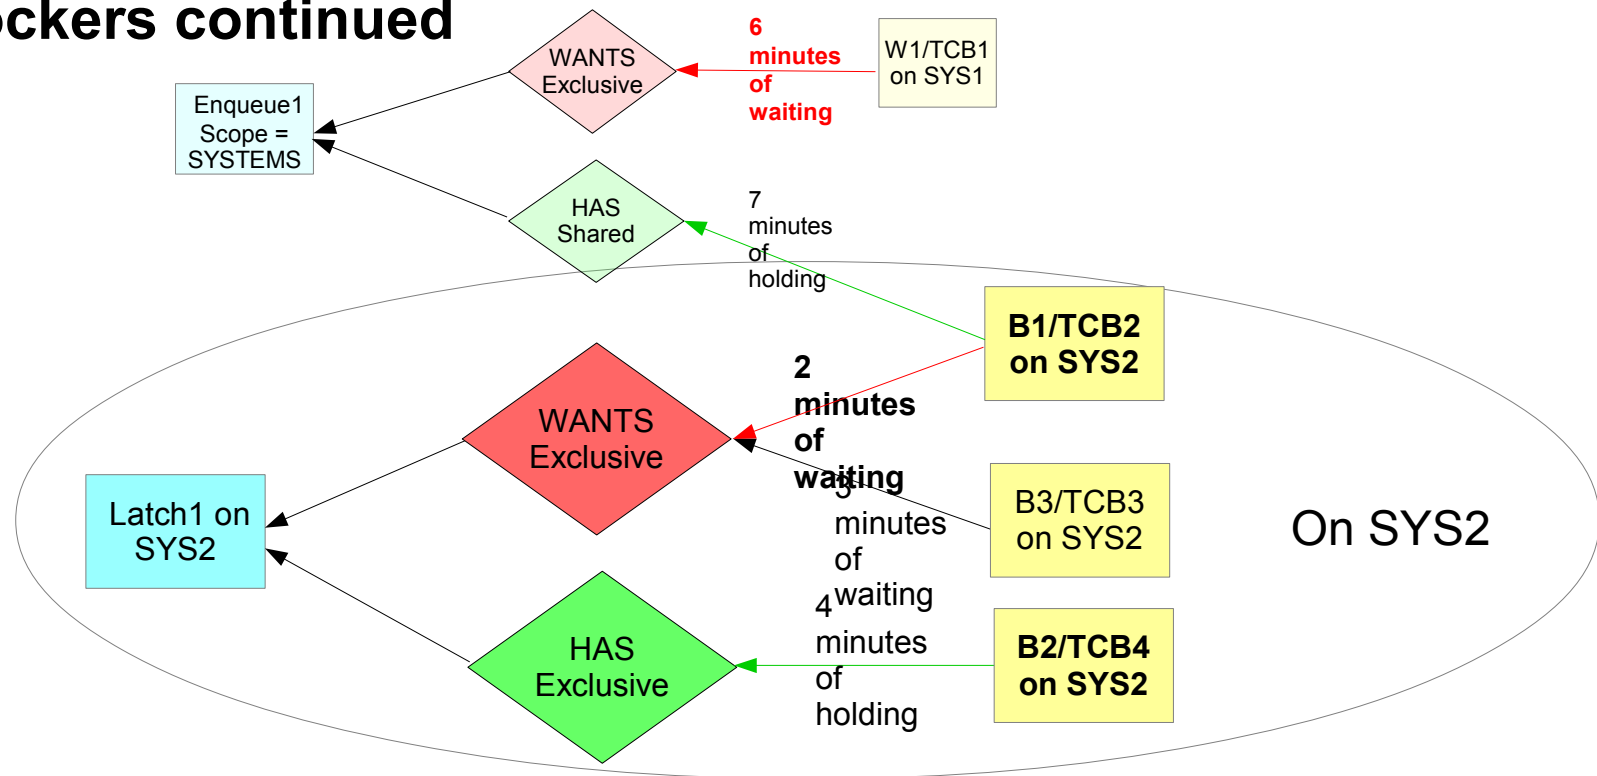 ockers continued
WANTS
Exclusive
6
minutes
of
waiting
W1/TCB1
on SYS1
Enqueue1
Scope =
SYSTEMS
HAS
Shared
7
minutes
of
holding
B1/TCB2
on SYS2
WANTS
Exclusive
2
minutes
of
waiting
3
minutes
of
waiting
B3/TCB3
on SYS2
Latch1 on
SYS2
On SYS2
HAS
Exclusive
4
minutes
of
holding
B2/TCB4
on SYS2